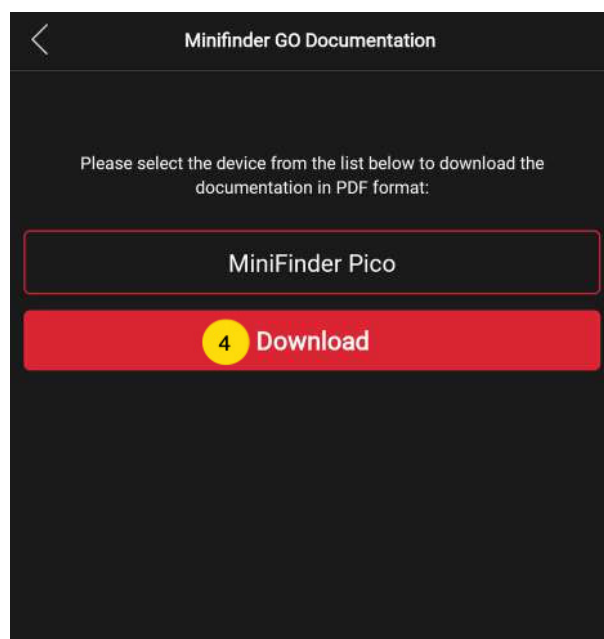 Minifinder GO Documentation
Please select the device from the list below to download the
documentation in PDF format:
MiniFinder Pico
4 Download